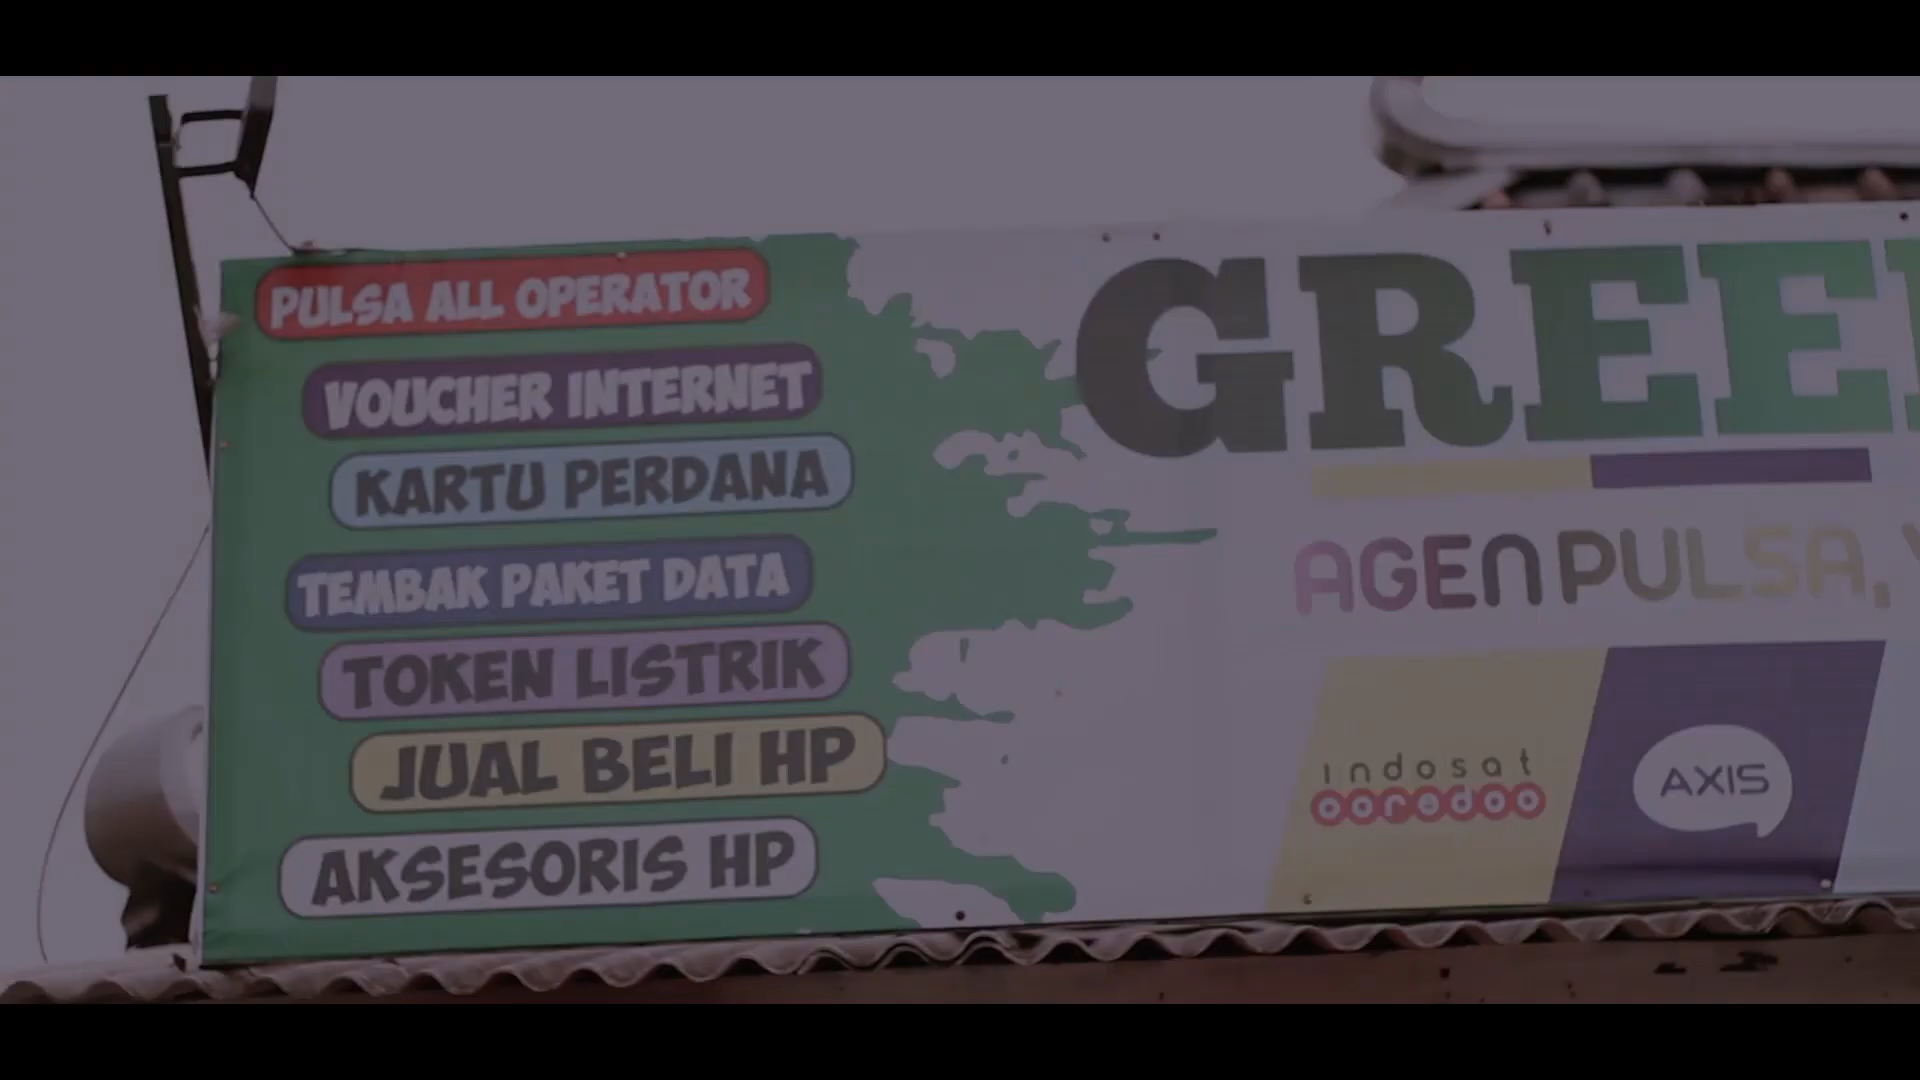 PULSA ALL OPERATOR
VOUCHER INTERNET
KARTU PERDANA
TEMBAK PAKET DATA
TOKEN LISTRIK
JUAL BELI HP
AKSESORIS HP
GREE
AGEN PULSA,
indosat
ooredoo
AXIS